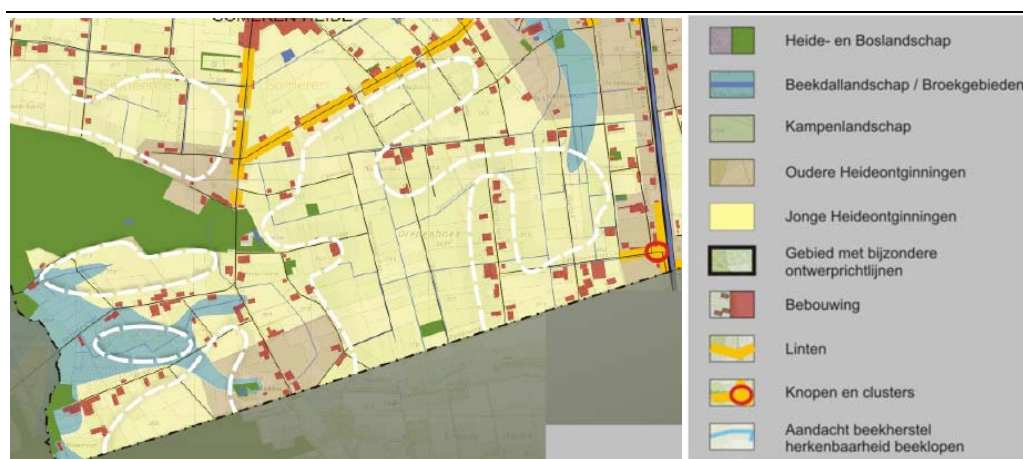 SOMEREN HEIDE
Someren
Heide- en Boslandschap
Beekdallandschap / Broekgebieden
Kampenlandschap
Oudere Heideontginningen
Jonge Heideontginningen
Gebied met bijzondere
ontwerprichtlijnen
Bebouwing
Linten
Knopen en clusters
Aandacht beekherstel
herkenbaarheid beeklopen